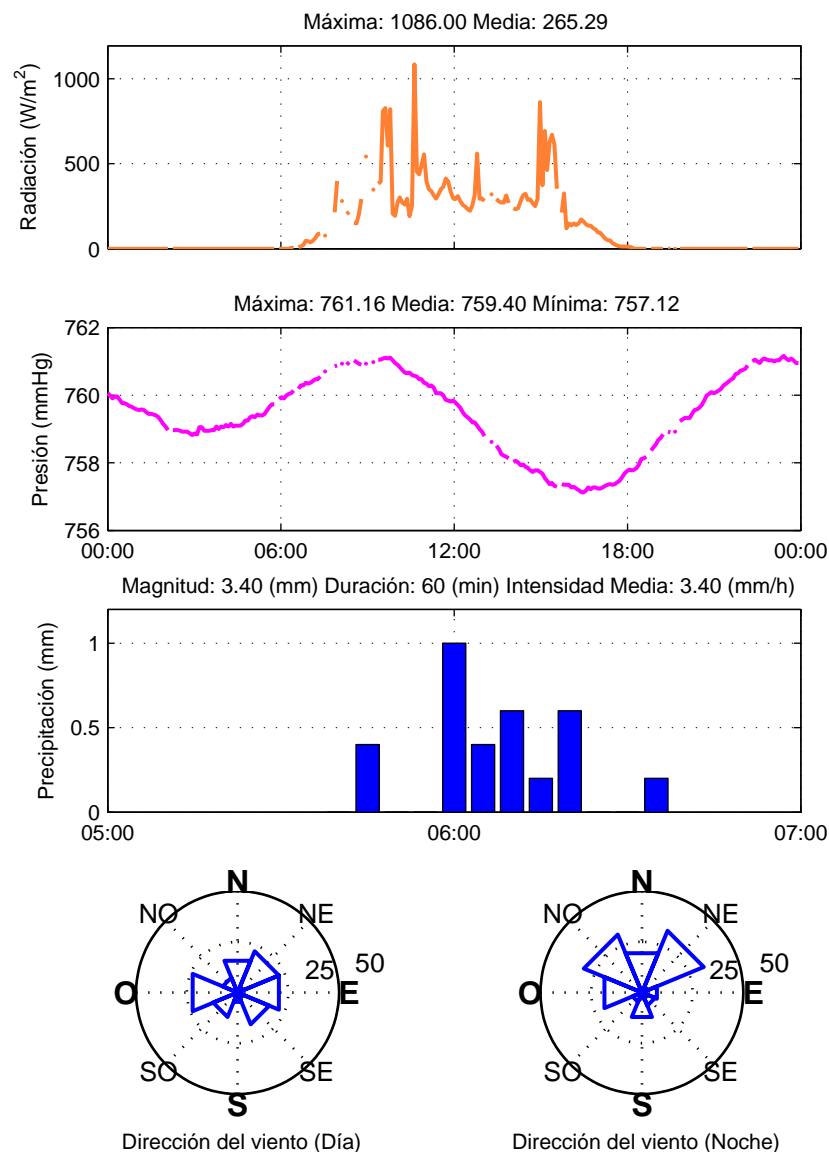 Máxima: 1086.00 Media: 265.29
Radiación (W/m²)
1000
500
0
Máxima: 761.16 Media: 759.40 Mínima: 757.12
Presión (mmHg)
762
760
758
756
00:00 06:00 12:00 18:00 00:00
Magnitud: 3.40 (mm) Duración: 60 (min) Intensidad Media: 3.40 (mm/h)
Precipitación (mm)
1
0.5
0
05:00 06:00 07:00
N
NO NE
25 50
O E
SO SE
S
Dirección del viento (Día)
N
NO NE
25 50
O E
SO SE
S
Dirección del viento (Noche)